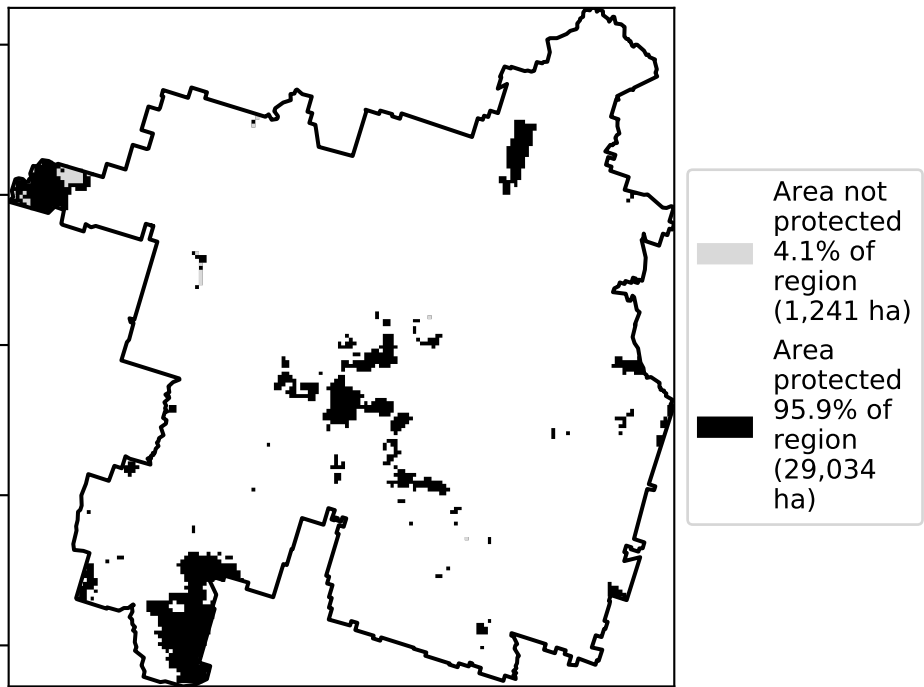 Area not
protected
4.1% of
region
(1,241 ha)
Area
protected
95.9% of
region
(29,034
ha)